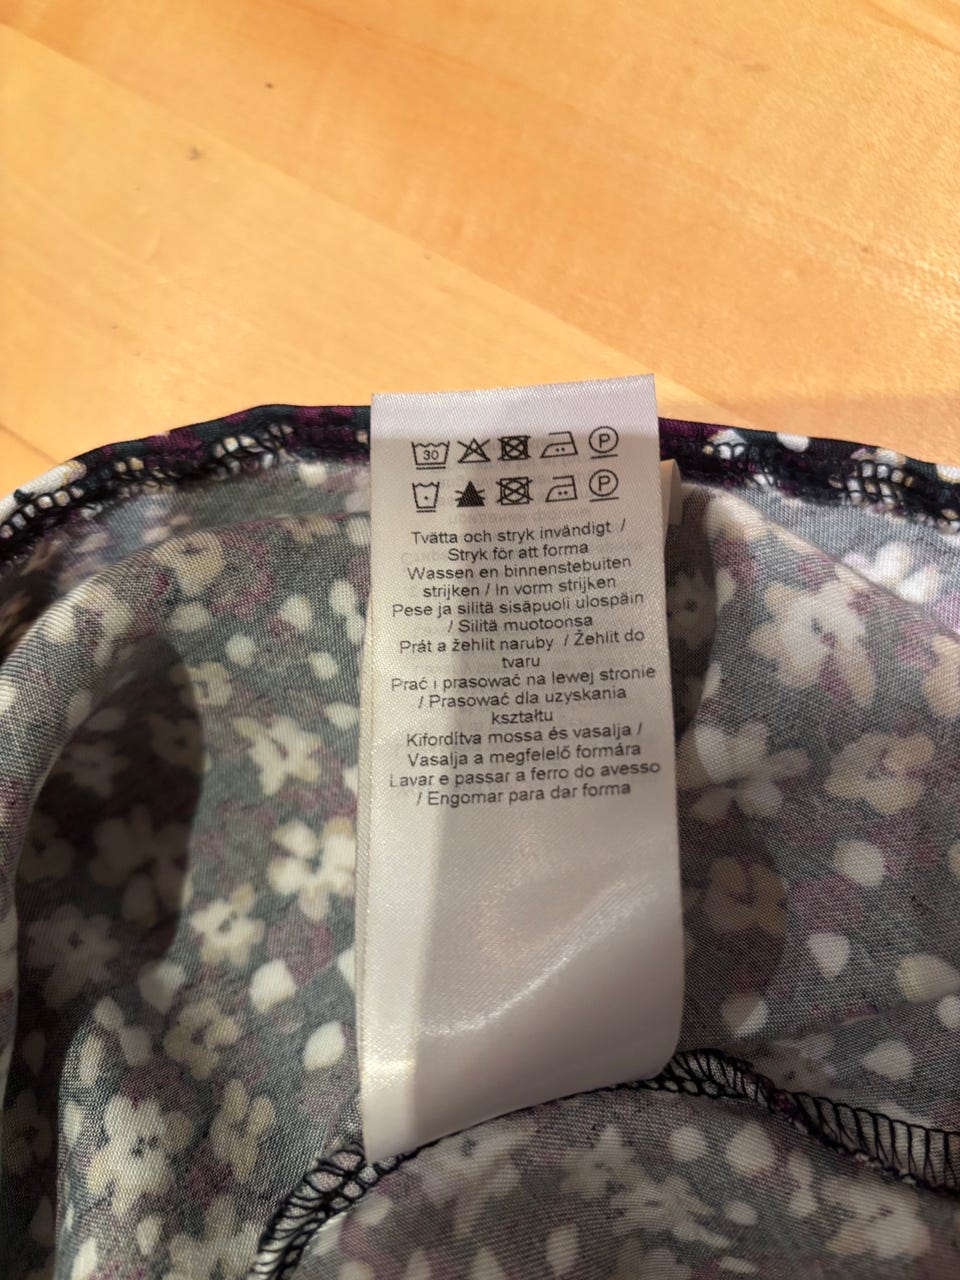 30 P
P
Tvätta och stryk invändigt /
Stryk för att forma
Wassen en binnenstebuiten
strijken / In vorm strijken
Pese ja silitä sisäpuoli ulospäin
/ Silitä muotoonsa
Prát a žehlit naruby / Žehlit do
tvaru
Prać i prasować na lewej stronie
/ Prasować dla uzyskania
kształtu
Kifordítva mossa és vasalja /
Vasalja a megfelelő formára
Lavar e passar a ferro do avesso
/ Engomar para dar forma